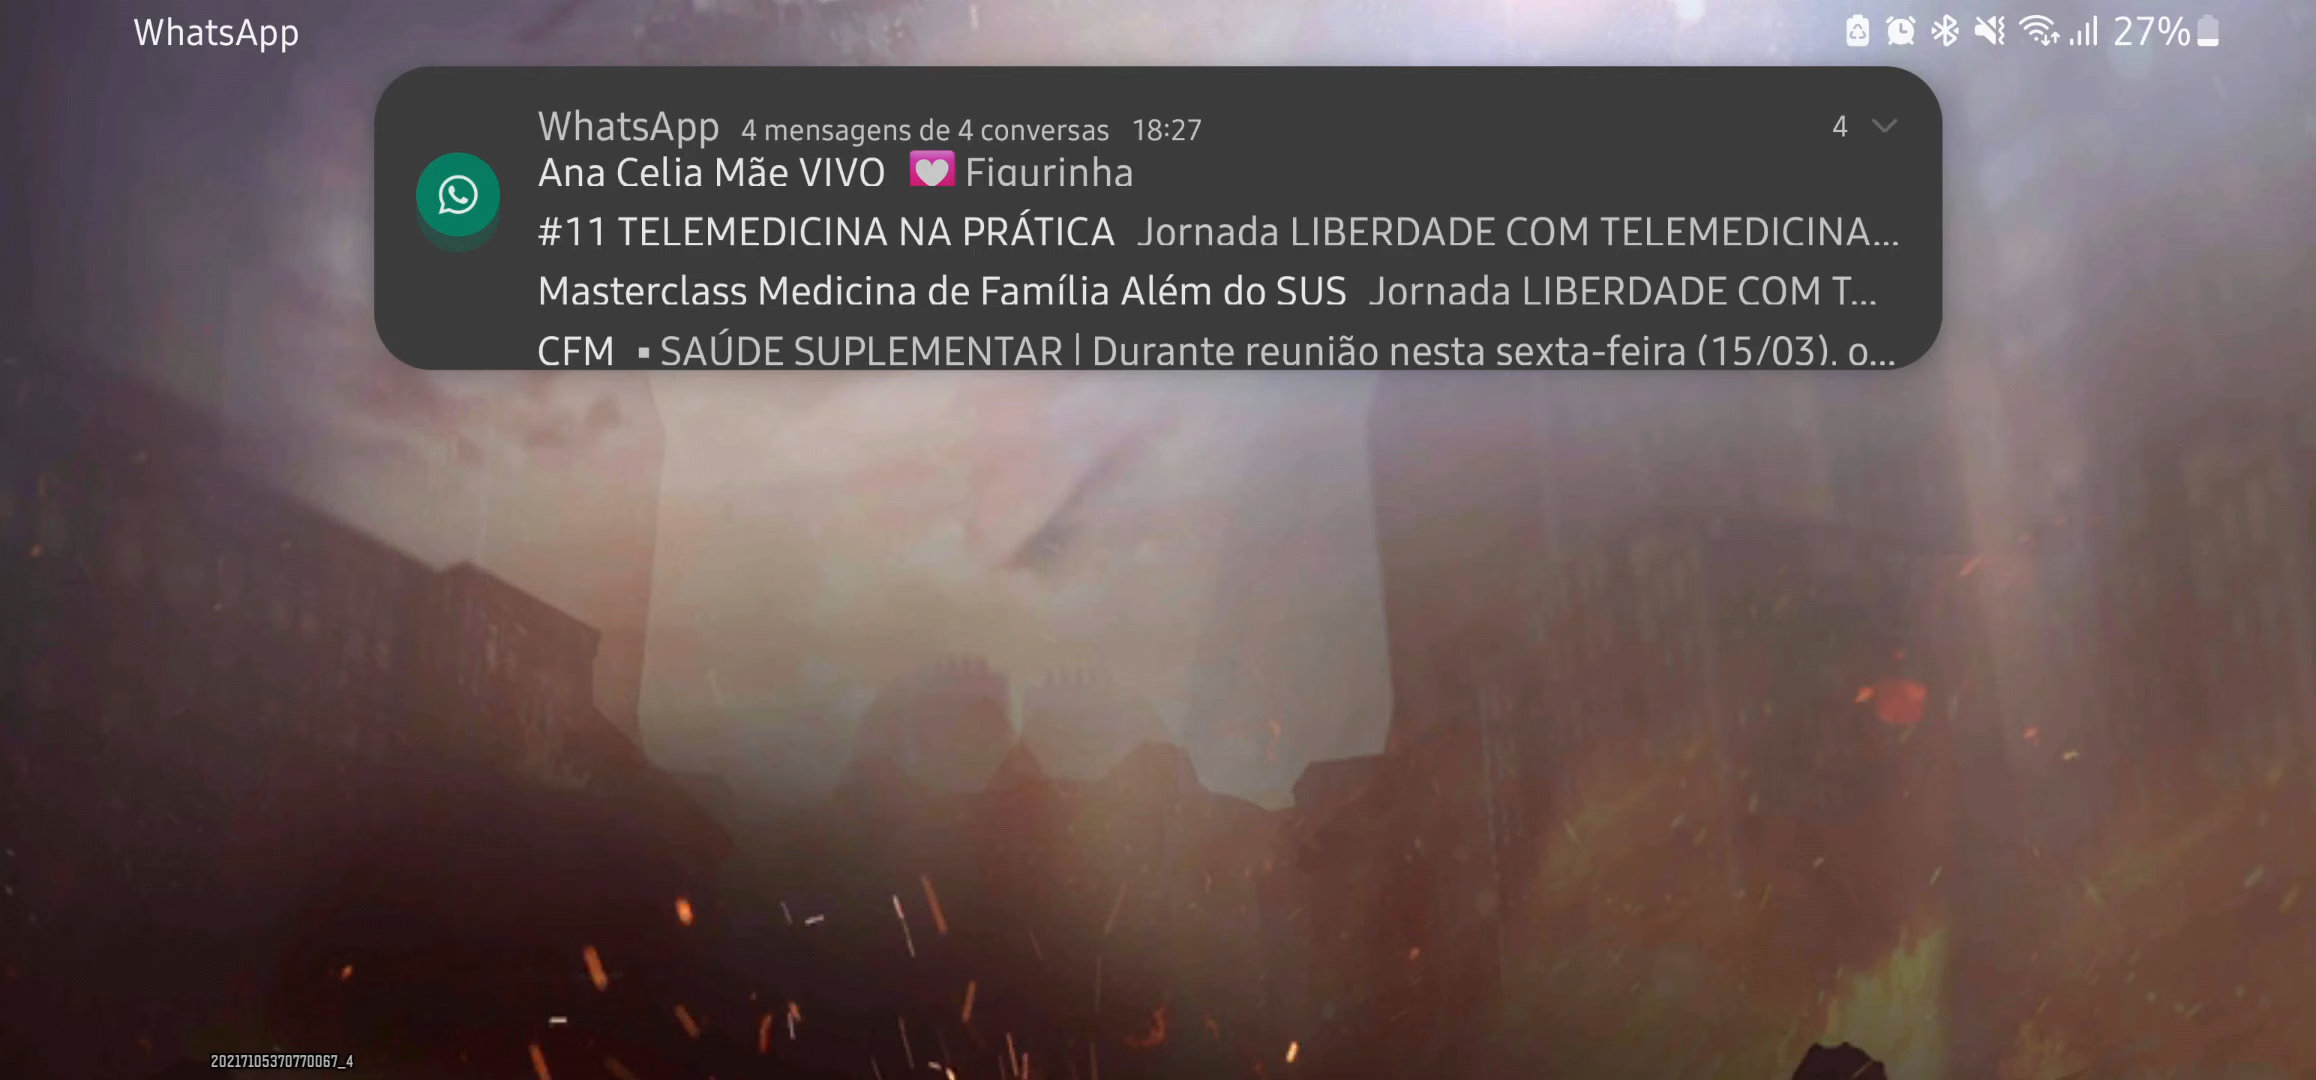 WhatsApp
27%
WhatsApp 4 mensagens de 4 conversas 18:27 4
Ana Celia Mãe VIVO 💟 Figurinha
#11 TELEMEDICINA NA PRÁTICA Jornada LIBERDADE COM TELEMEDICINA...
Masterclass Medicina de Família Além do SUS Jornada LIBERDADE COM T...
CFM ▪SAÚDE SUPLEMENTAR | Durante reunião nesta sexta-feira (15/03), o...
20217105370770067_4